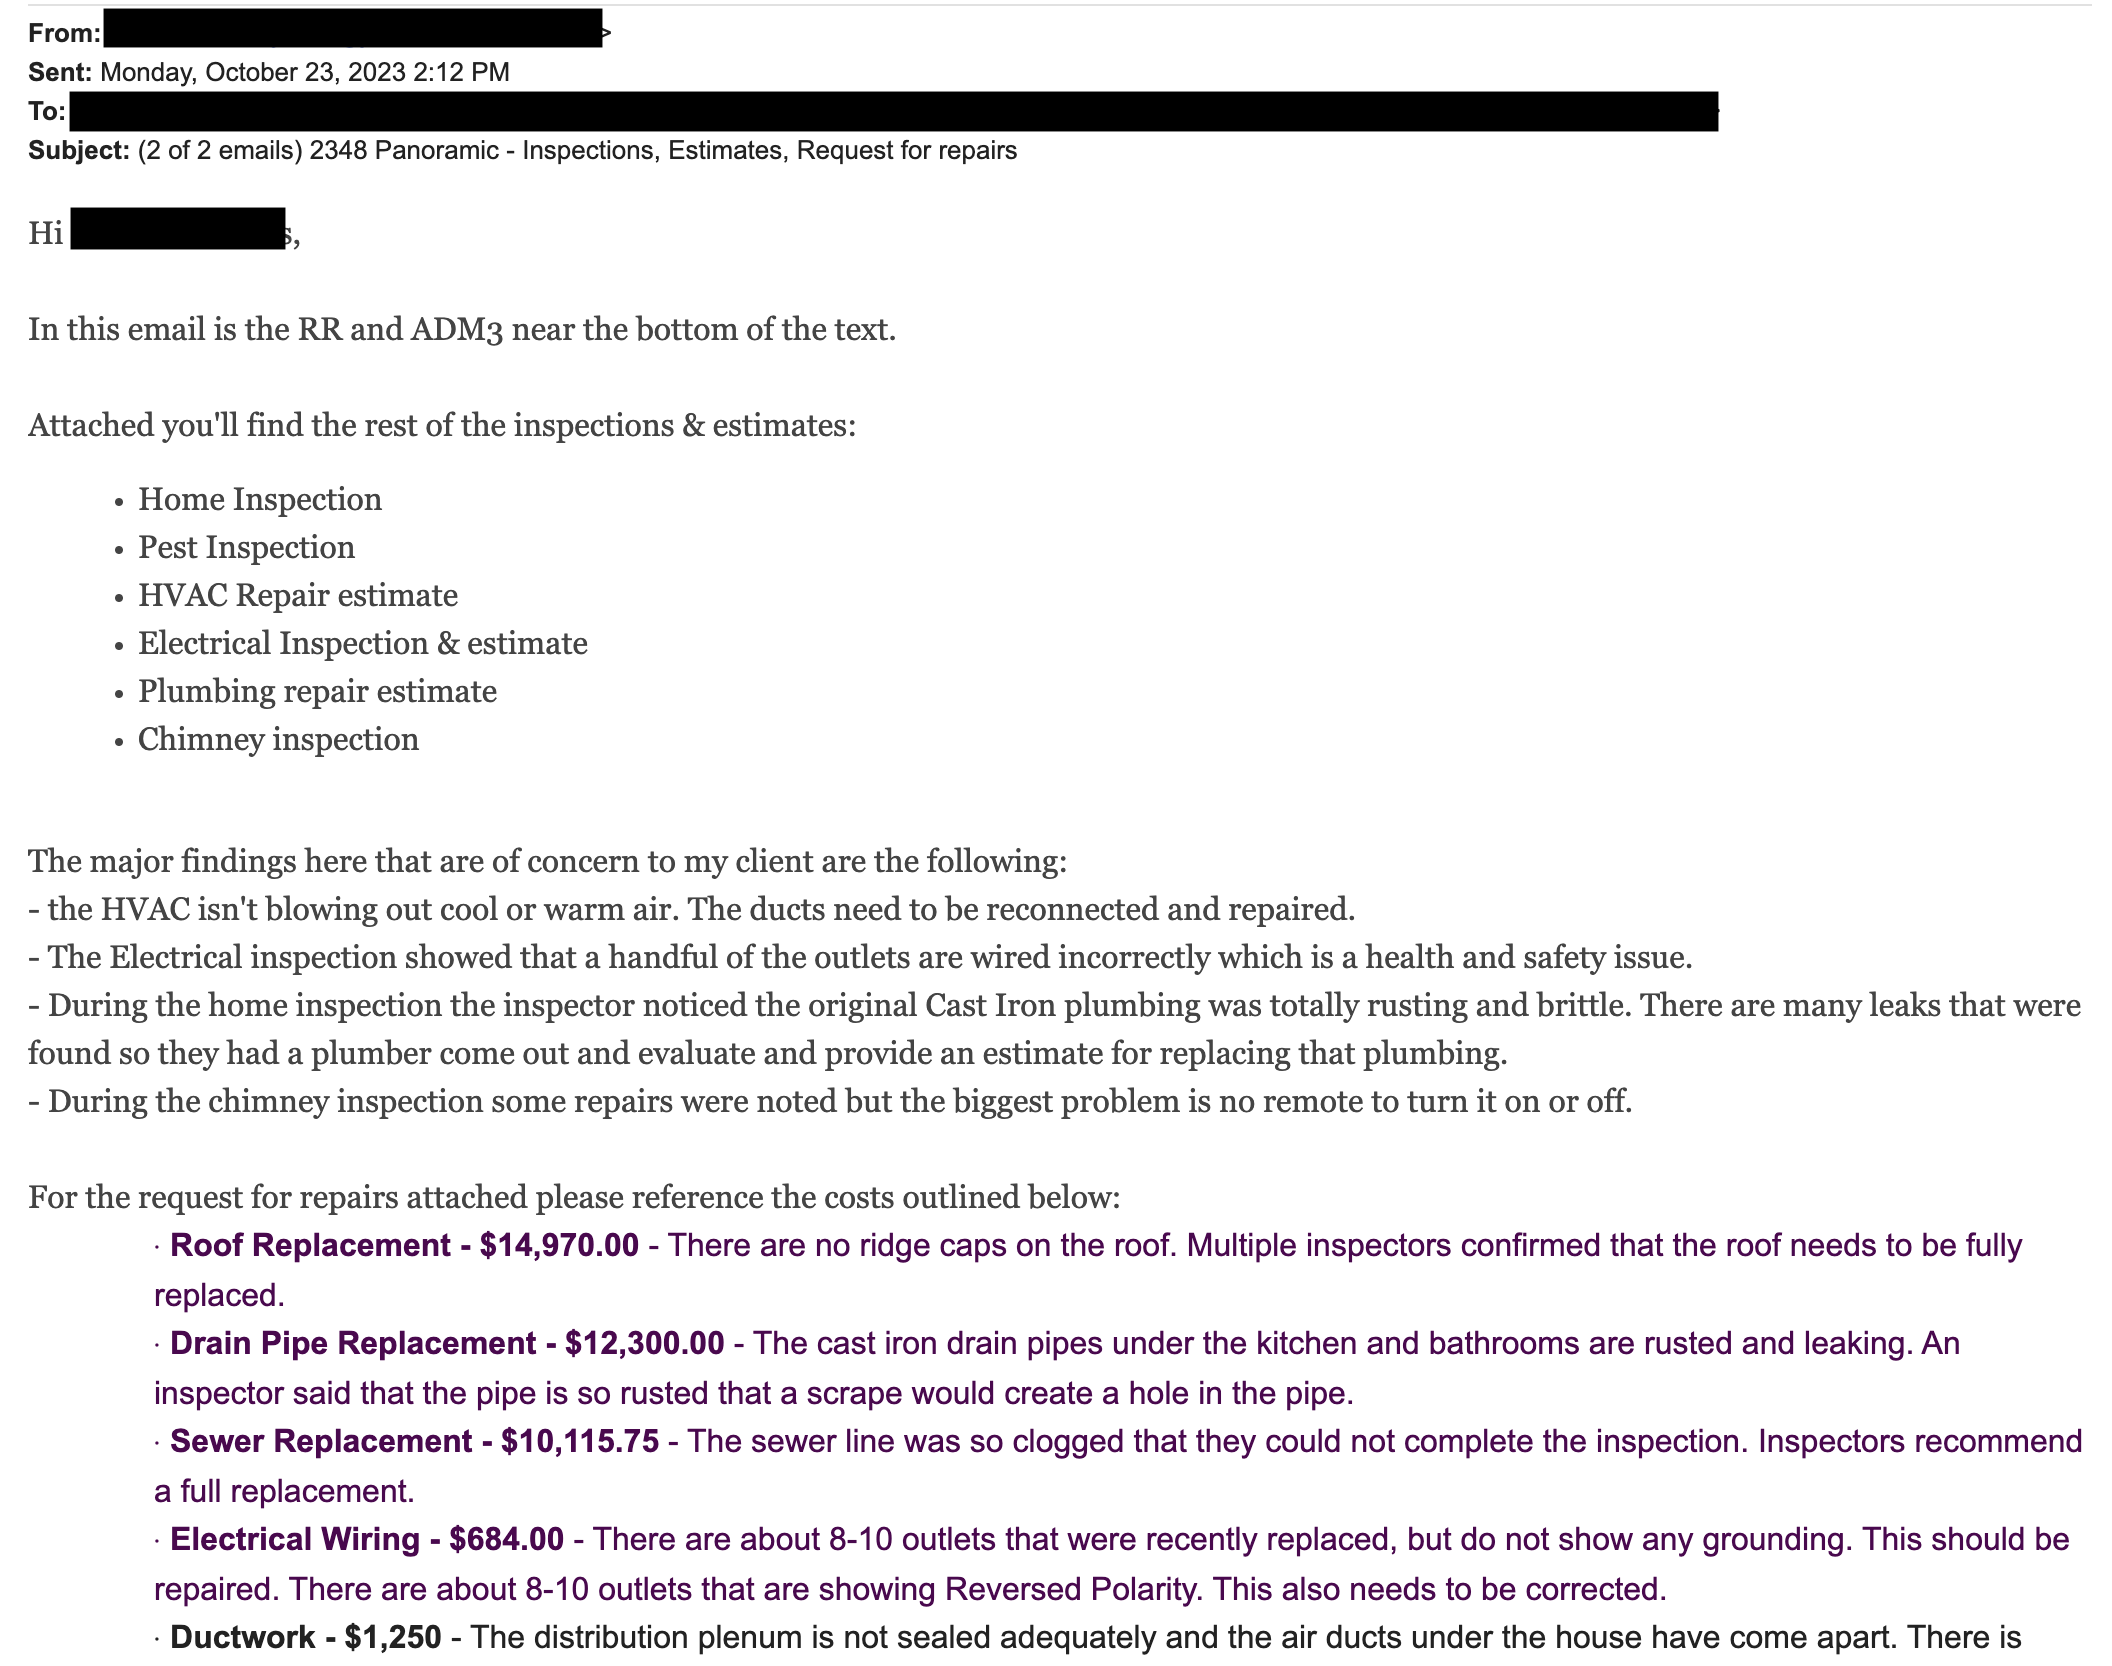 From: >
Sent: Monday, October 23, 2023 2:12 PM
To:
Subject: (2 of 2 emails) 2348 Panoramic - Inspections, Estimates, Request for repairs
Hi s,
In this email is the RR and ADM3 near the bottom of the text.
Attached you'll find the rest of the inspections & estimates:
• Home Inspection
• Pest Inspection
• HVAC Repair estimate
• Electrical Inspection & estimate
• Plumbing repair estimate
• Chimney inspection
The major findings here that are of concern to my client are the following:
- the HVAC isn't blowing out cool or warm air. The ducts need to be reconnected and repaired.
- The Electrical inspection showed that a handful of the outlets are wired incorrectly which is a health and safety issue.
- During the home inspection the inspector noticed the original Cast Iron plumbing was totally rusting and brittle. There are many leaks that were
found so they had a plumber come out and evaluate and provide an estimate for replacing that plumbing.
- During the chimney inspection some repairs were noted but the biggest problem is no remote to turn it on or off.
For the request for repairs attached please reference the costs outlined below:
· Roof Replacement - $14,970.00 - There are no ridge caps on the roof. Multiple inspectors confirmed that the roof needs to be fully
replaced.
· Drain Pipe Replacement - $12,300.00 - The cast iron drain pipes under the kitchen and bathrooms are rusted and leaking. An
inspector said that the pipe is so rusted that a scrape would create a hole in the pipe.
· Sewer Replacement - $10,115.75 - The sewer line was so clogged that they could not complete the inspection. Inspectors recommend
a full replacement.
· Electrical Wiring - $684.00 - There are about 8-10 outlets that were recently replaced, but do not show any grounding. This should be
repaired. There are about 8-10 outlets that are showing Reversed Polarity. This also needs to be corrected.
· Ductwork - $1,250 - The distribution plenum is not sealed adequately and the air ducts under the house have come apart. There is